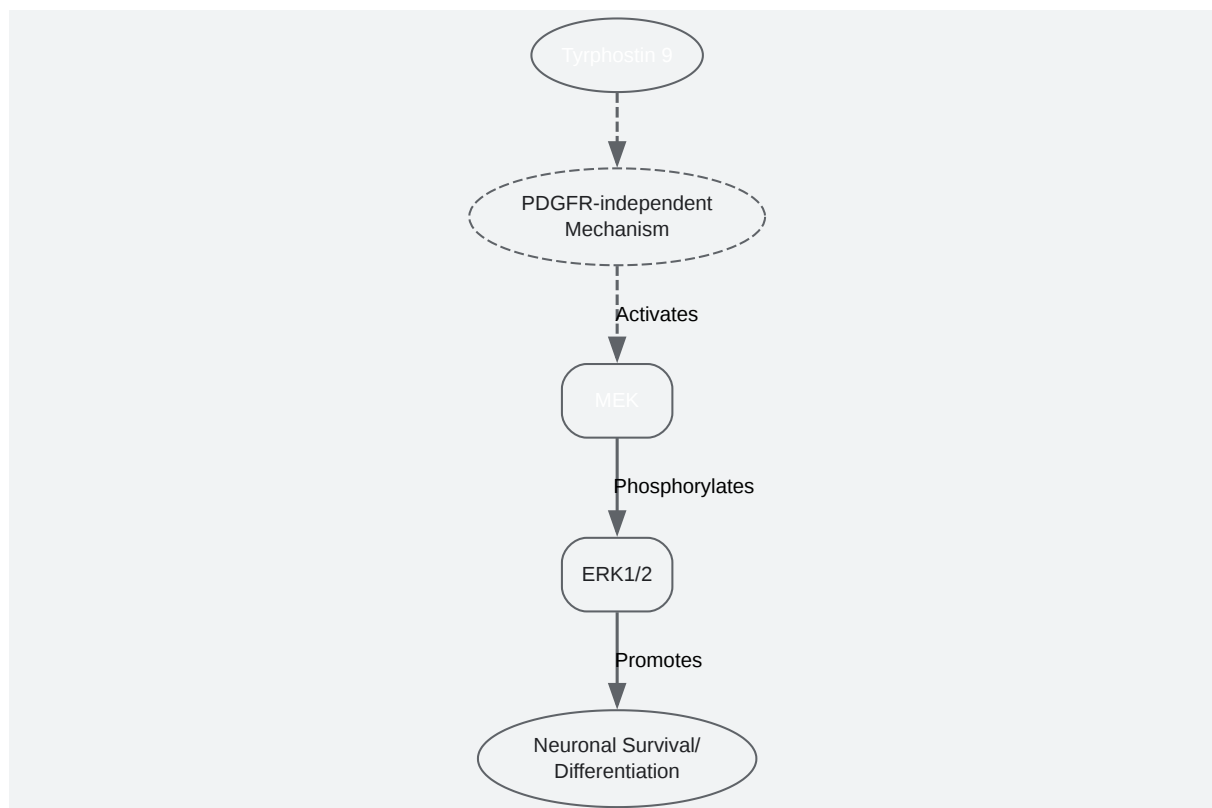 Tyrphostin 9
PDGFR-independent
Mechanism
Activates
MEK
Phosphorylates
ERK1/2
Promotes
Neuronal Survival/
Differentiation